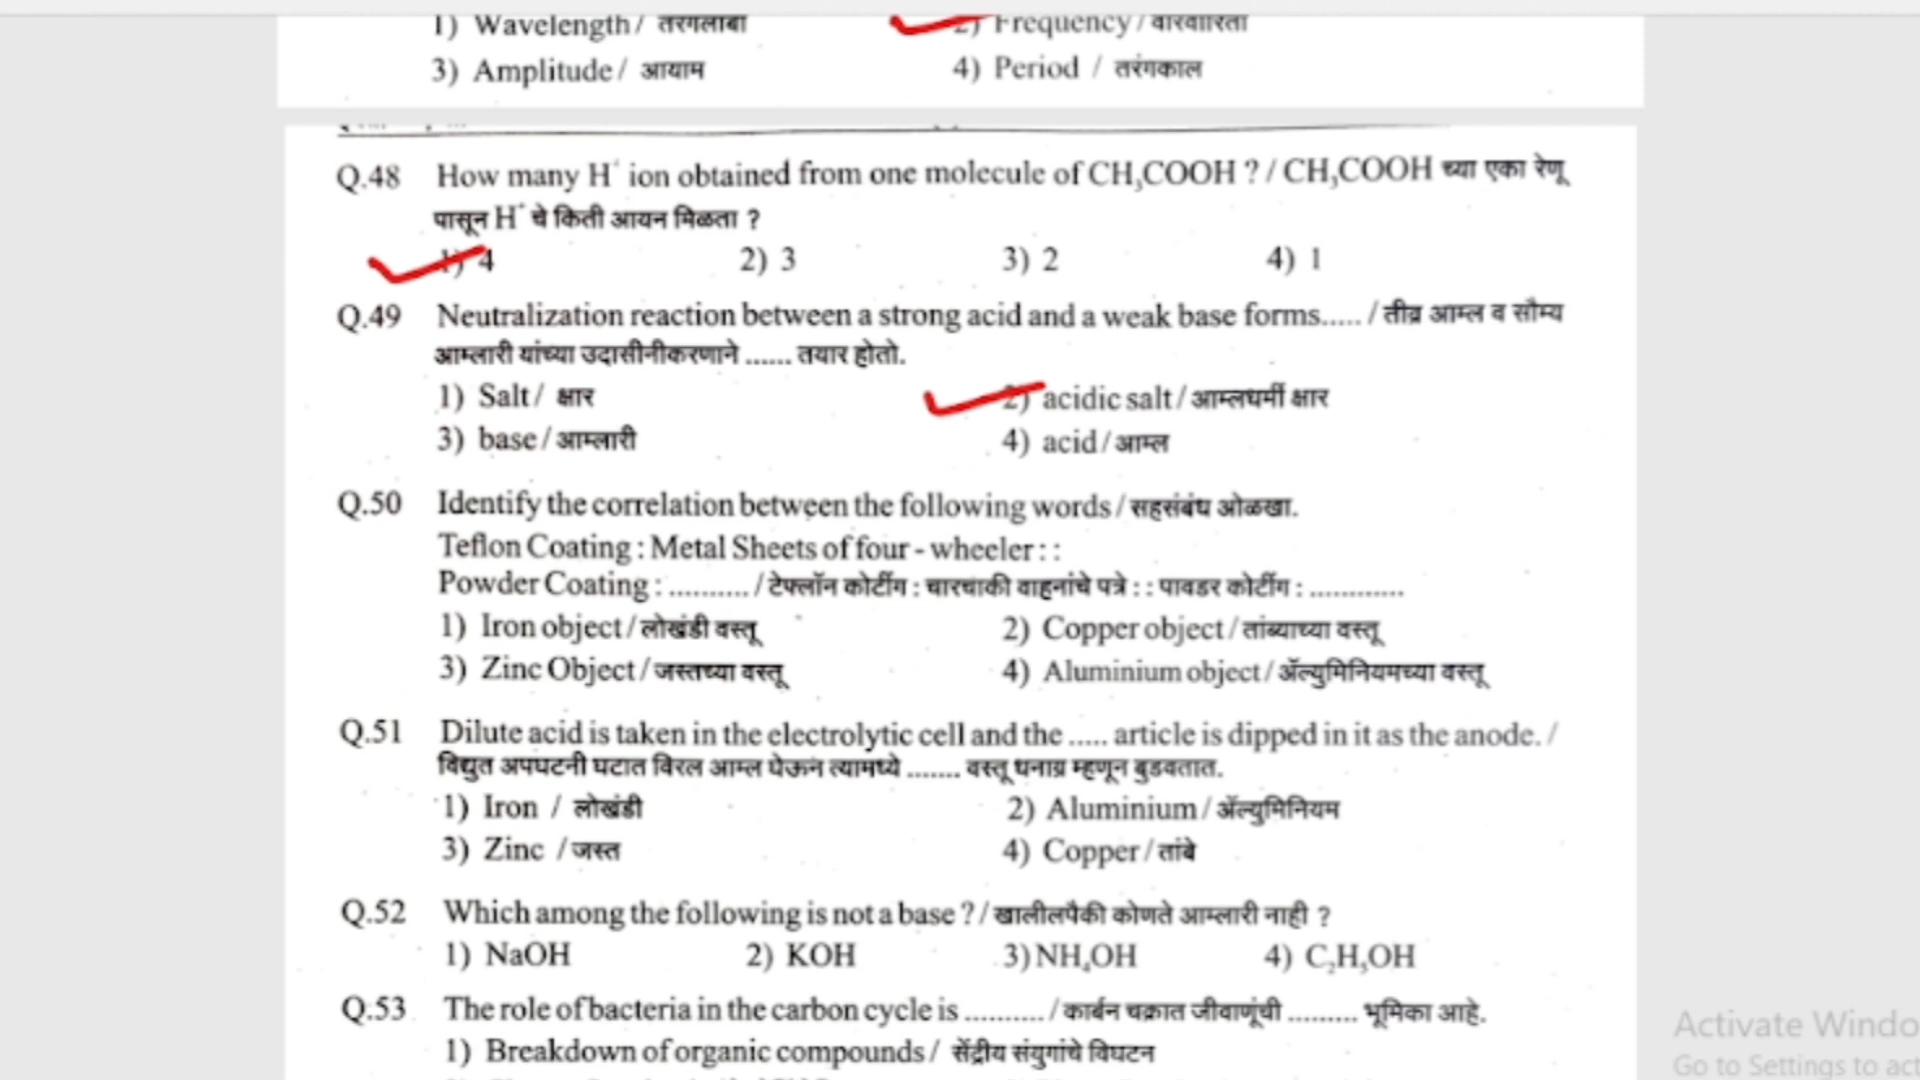 1) Wavelength / तरंगलांबी 2) Frequency / वारंवारिता
3) Amplitude / आयाम 4) Period / तरंगकाल
Q.48 How many H⁺ ion obtained from one molecule of CH₃COOH ? / CH₃COOH च्या एका रेणू
पासून H⁺ चे किती आयन मिळता ?
1) 4 2) 3 3) 2 4) 1
Q.49 Neutralization reaction between a strong acid and a weak base forms..... / तीव्र आम्ल व सौम्य
आम्लारी यांच्या उदासीनीकरणाने ...... तयार होतो.
1) Salt / क्षार 2) acidic salt / आम्लधर्मी क्षार
3) base / आम्लारी 4) acid / आम्ल
Q.50 Identify the correlation between the following words / सहसंबंध ओळखा.
Teflon Coating : Metal Sheets of four - wheeler : :
Powder Coating : .......... / टेफ्लॉन कोटींग : चारचाकी वाहनांचे पत्रे : : पावडर कोटींग : ............
1) Iron object / लोखंडी वस्तू 2) Copper object / तांब्याच्या वस्तू
3) Zinc Object / जस्तच्या वस्तू 4) Aluminium object / ॲल्युमिनियमच्या वस्तू
Q.51 Dilute acid is taken in the electrolytic cell and the ..... article is dipped in it as the anode. /
विद्युत अपघटनी घटात विरल आम्ल घेऊन त्यामध्ये ....... वस्तू धनाग्र म्हणून बुडवतात.
1) Iron / लोखंडी 2) Aluminium / ॲल्युमिनियम
3) Zinc / जस्त 4) Copper / तांबे
Q.52 Which among the following is not a base ? / खालीलपैकी कोणते आम्लारी नाही ?
1) NaOH 2) KOH 3) NH₄OH 4) C₂H₅OH
Q.53 The role of bacteria in the carbon cycle is .......... / कार्बन चक्रात जीवाणूंची ......... भूमिका आहे.
1) Breakdown of organic compounds / सेंद्रीय संयुगांचे विघटन
Activate Windo
Go to Settings to act